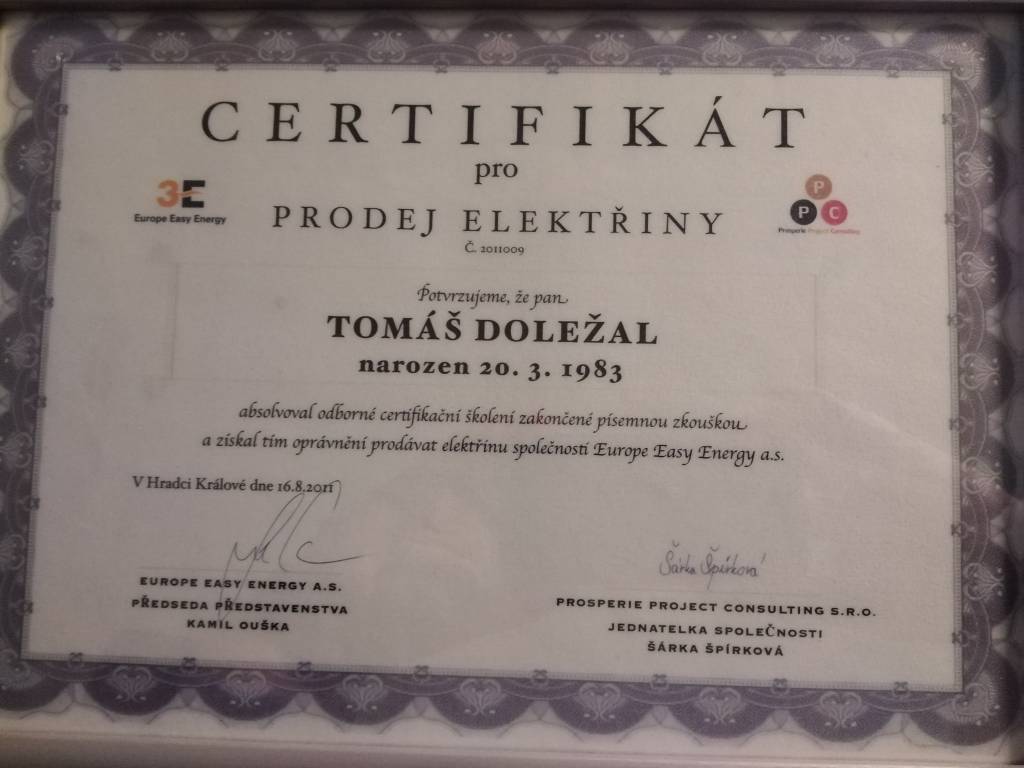 CERTIFIKÁT
pro
3E
Europe Easy Energy
PRODEJ ELEKTŘINY
P
P C
Prosperie Project Consulting
Č. 2011009
Potvrzujeme, že pan
TOMÁŠ DOLEŽAL
narozen 20. 3. 1983
absolvoval odborné certifikační školení zakončené písemnou zkouškou
a získal tím oprávnění prodávat elektřinu společnosti Europe Easy Energy a.s.
V Hradci Králové dne 16.8.2011
Šárka Špírková
EUROPE EASY ENERGY A.S.
PŘEDSEDA PŘEDSTAVENSTVA
KAMIL OUŠKA
PROSPERIE PROJECT CONSULTING S.R.O.
JEDNATELKA SPOLEČNOSTI
ŠÁRKA ŠPÍRKOVÁ